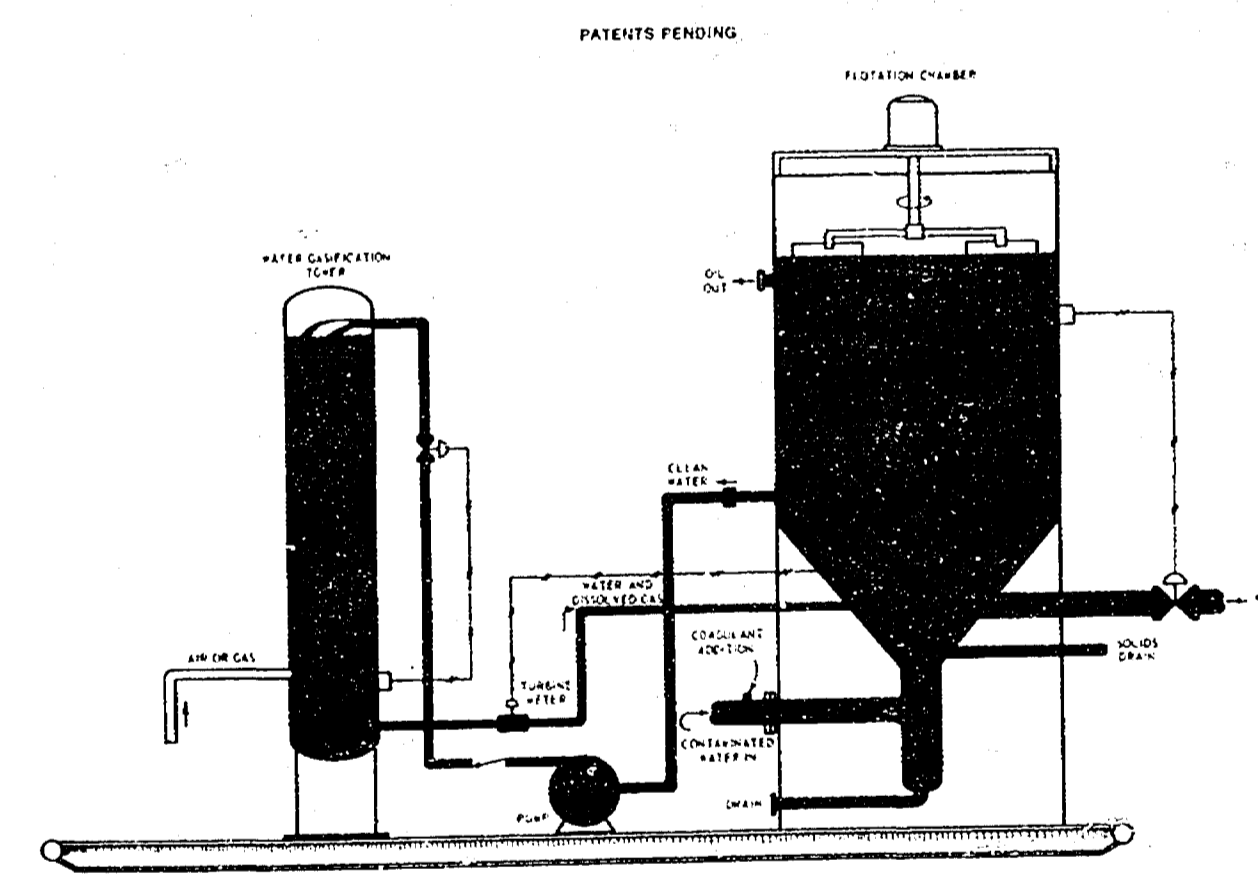 PATENTS PENDING
FLOTATION CHAMBER
WATER GASIFICATION
TOWER
OIL
OUT
CLEAN
WATER
WATER AND
DISSOLVED GAS
COAGULANT
ADDITION
SOLIDS
DRAIN
AIR OR GAS
TURBINE
METER
CONTAMINATED
WATER IN
DRAIN
PUMP